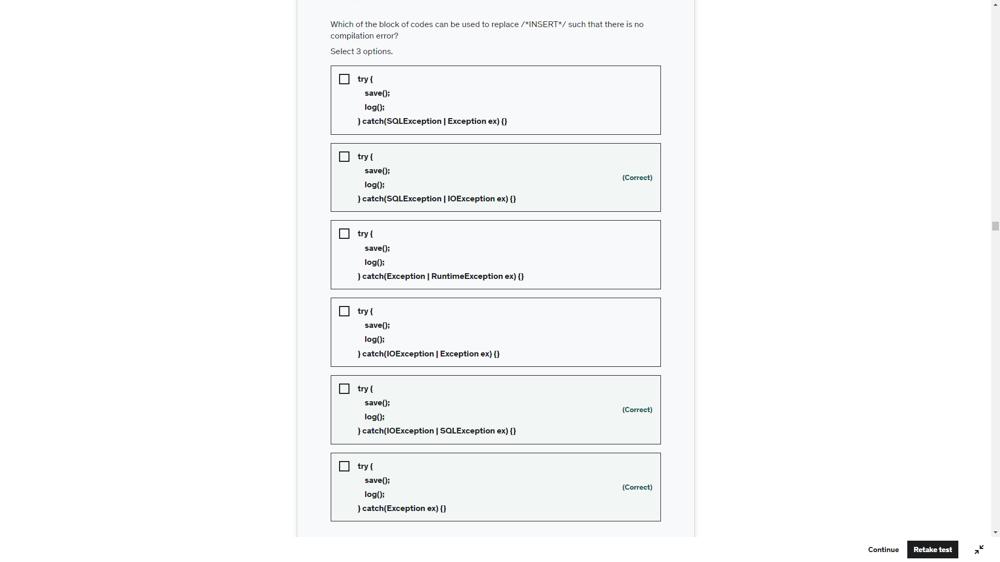 Which of the block of codes can be used to replace /*INSERT*/ such that there is no
compilation error?
Select 3 options.
try {
save();
log();
} catch(SQLException | Exception ex) {}
try {
save();
log();
} catch(SQLException | IOException ex) {}
(Correct)
try {
save();
log();
} catch(Exception | RuntimeException ex) {}
try {
save();
log();
} catch(IOException | Exception ex) {}
try {
save();
log();
} catch(IOException | SQLException ex) {}
(Correct)
try {
save();
log();
} catch(Exception ex) {}
(Correct)
Continue
Retake test